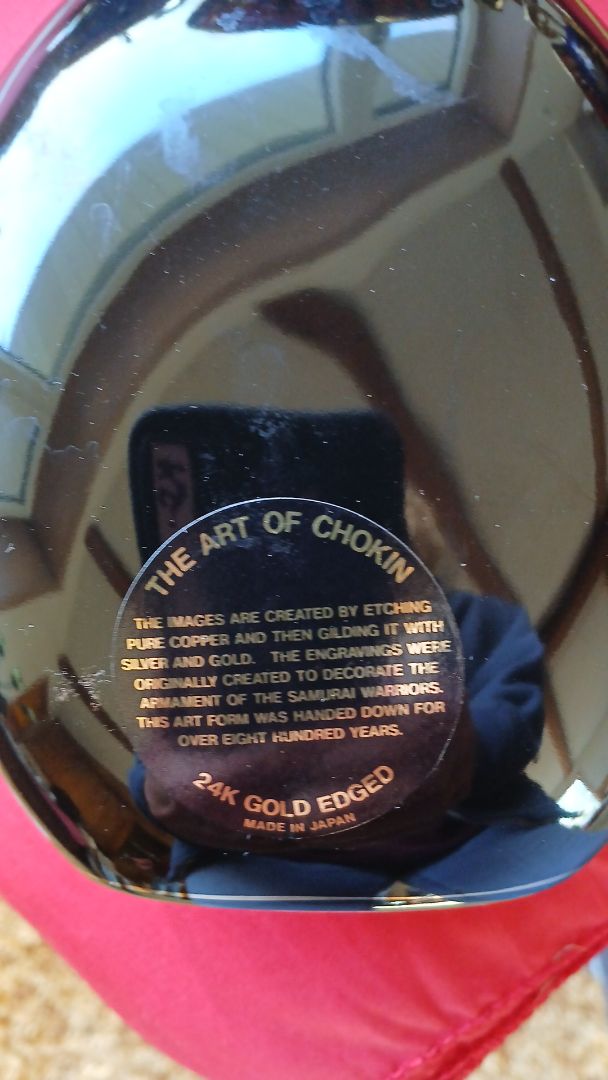 THE ART OF CHOKIN
THE IMAGES ARE CREATED BY ETCHING
PURE COPPER AND THEN GILDING IT WITH
SILVER AND GOLD. THE ENGRAVINGS WERE
ORIGINALLY CREATED TO DECORATE THE
ARMAMENT OF THE SAMURAI WARRIORS.
THIS ART FORM WAS HANDED DOWN FOR
OVER EIGHT HUNDRED YEARS.
24K GOLD EDGED
MADE IN JAPAN